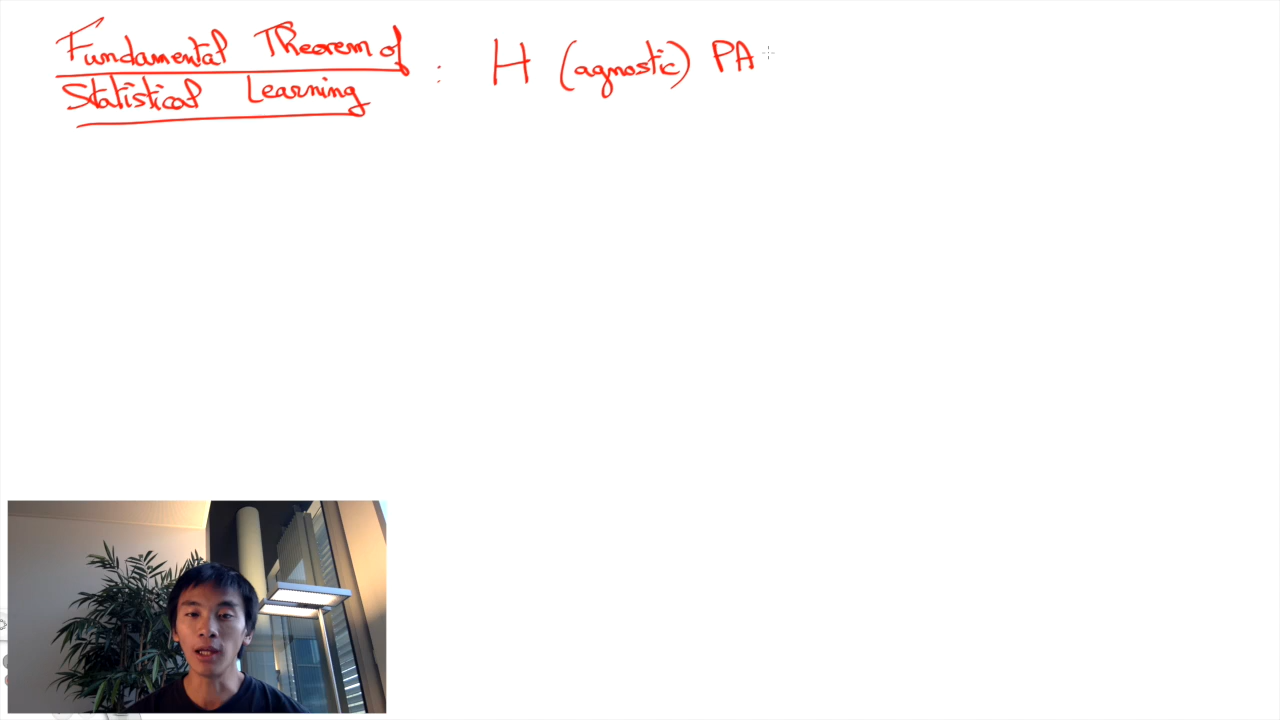 Fundamental Theorem of
Statistical Learning : H (agnostic) PA